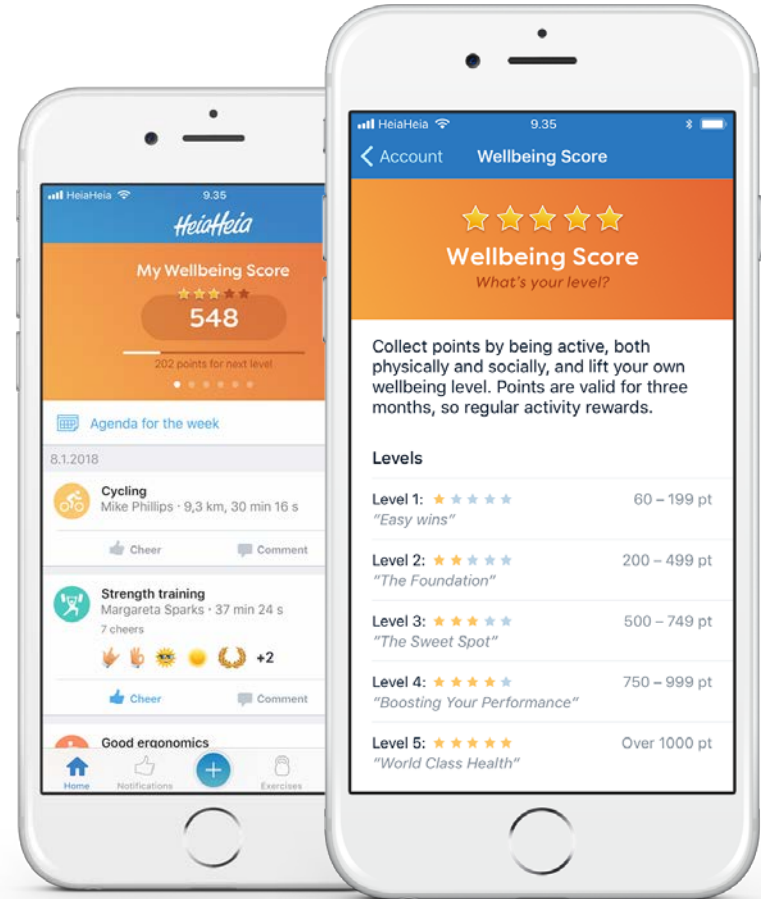 HeiaHeia 9.35
HeiaHeia
My Wellbeing Score
548
202 points for next level
Agenda for the week
8.1.2018
Cycling
Mike Phillips · 9,3 km, 30 min 16 s
Cheer Comment
Strength training
Margareta Sparks · 37 min 24 s
7 cheers
+2
Cheer Comment
Good ergonomics
Home Notifications + Exercises
HeiaHeia 9.35
Account Wellbeing Score
Wellbeing Score
What's your level?
Collect points by being active, both
physically and socially, and lift your own
wellbeing level. Points are valid for three
months, so regular activity rewards.
Levels
Level 1: 60 – 199 pt
"Easy wins"
Level 2: 200 – 499 pt
"The Foundation"
Level 3: 500 – 749 pt
"The Sweet Spot"
Level 4: 750 – 999 pt
"Boosting Your Performance"
Level 5: Over 1000 pt
"World Class Health"